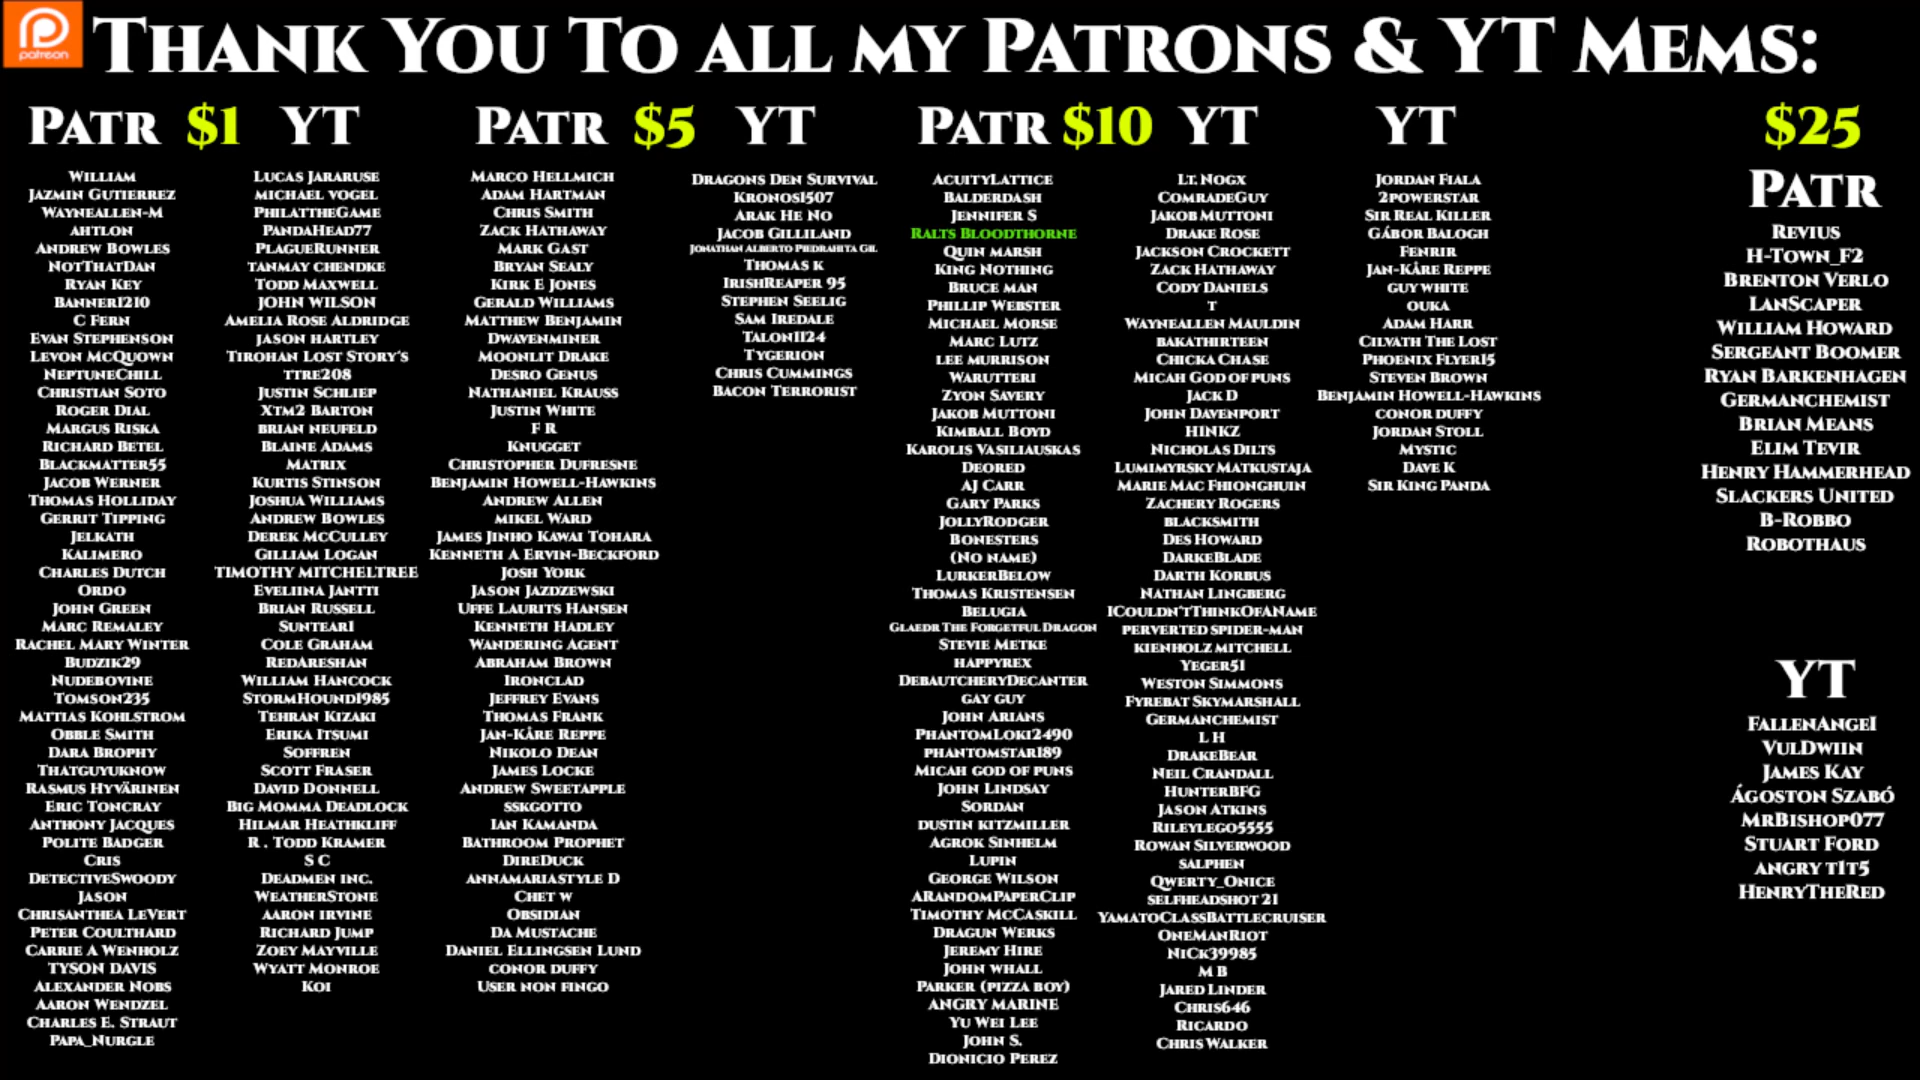 patreon
Thank You To all my Patrons & YT Mems:
Patr $1 YT
William
Jazmin Gutierrez
Wayneallen-M
Ahtlon
Andrew Bowles
NotThatDan
Ryan Key
Banner1210
C Fern
Evan Stephenson
Levon McQuown
NeptuneChill
Christian Soto
Roger Dial
Margus Riska
Richard Betel
Blackmatter55
Jacob Werner
Thomas Holliday
Gerrit Tipping
Jelkath
Kalimero
Charles Dutch
Ordo
John Green
Marc Remaley
Rachel Mary Winter
Budzik29
Nudebovine
Tomson235
Mattias Kohlstrom
Obble Smith
Dara Brophy
Thatguyuknow
Rasmus Hyvärinen
Eric Toncray
Anthony Jacques
Polite Badger
Cris
DetectiveSwoody
Jason
Chrisanthea LeVert
Peter Coulthard
Carrie A Wenholz
Tyson Davis
Alexander Nobs
Aaron Wendzel
Charles E. Straut
Papa_Nurgle
Lucas Jararuse
michael vogel
PhilattheGame
PandaHead77
PlagueRunner
tanmay chendke
Todd Maxwell
John Wilson
Amelia Rose Aldridge
jason hartley
Tirohan Lost Story's
ttre208
Justin Schliep
Xtm2 Barton
brian neufeld
Blaine Adams
Matrix
Kurtis Stinson
Joshua Williams
Andrew Bowles
Derek McCulley
Gilliam Logan
Timothy Mitcheltree
Eveliina Jantti
Brian Russell
Suntear1
Cole Graham
RedAreshan
William Hancock
StormHound1985
Tehran Kizaki
Erika Itsumi
Soffren
Scott Fraser
David Donnell
Big Momma Deadlock
Hilmar Heathkliff
R . Todd Kramer
S C
Deadmen inc.
WeatherStone
aaron irvine
Richard Jump
Zoey Mayville
Wyatt Monroe
Koi
Patr $5 YT
Marco Hellmich
Adam Hartman
Chris Smith
Zack Hathaway
Mark Gast
Bryan Sealy
Kirk E Jones
Gerald Williams
Matthew Benjamin
Dwavenminer
Moonlit Drake
Desro Genus
Nathaniel Krauss
Justin White
F R
Knugget
Christopher Dufresne
Benjamin Howell-Hawkins
Andrew Allen
mikel Ward
James Jinho Kawai Tohara
Kenneth A Ervin-Beckford
Josh York
Jason Jazdzewski
Uffe Laurits Hansen
Kenneth Hadley
Wandering Agent
Abraham Brown
Ironclad
Jeffrey Evans
Thomas Frank
Jan-Kåre Reppe
Nikolo Dean
James Locke
Andrew Sweetapple
sskgotto
Ian Kamanda
Bathroom Prophet
DireDuck
annamariastyle D
Chet w
Obsidian
Da Mustache
Daniel Ellingsen Lund
conor duffy
User non fingo
Dragons Den Survival
Kronos1507
Arak He No
Jacob Gilliland
Jonathan Alberto Piedrahita Gil
Thomas K
IrishReaper 95
Stephen Seelig
Sam Iredale
Talon1124
Tygerion
Chris Cummings
Bacon Terrorist
Patr $10 YT
AcuityLattice
Balderdash
Jennifer S
Ralts Bloodthorne
Quin marsh
King Nothing
Bruce man
Phillip Webster
Michael Morse
Marc Lutz
lee murrison
Warutteri
Zyon Savery
Jakob Muttoni
Kimball Boyd
Karolis Vasiliauskas
Deored
AJ Carr
Gary Parks
JollyRodger
Bonesters
(No name)
LurkerBelow
Thomas Kristensen
Belugia
Glaedr The Forgetful Dragon
Stevie Metke
happyrex
DebautcheryDecanter
gay guy
John Arians
PhantomLoki2490
phantomstar189
Micah god of puns
John Lindsay
Sordan
dustin kitzmiller
Agrok Sinhelm
Lupin
George Wilson
ARandomPaperClip
Timothy McCaskill
Dragun Werks
Jeremy Hire
John whall
Parker (pizza boy)
Angry Marine
Yu Wei Lee
John S.
Dionicio Perez
Lt. Nogx
ComradeGuy
Jakob Muttoni
Drake Rose
Jackson Crockett
Zack Hathaway
Cody Daniels
T
Wayneallen Mauldin
bakathirteen
Chicka Chase
Micah God of puns
Jack D
John Davenport
Hinkz
Nicholas Dilts
Lumimyrsky Matkustaja
Marie Mac Fhionghuin
Zachery Rogers
blacksmith
Des Howard
DarkeBlade
Darth Korbus
Nathan Lingberg
ICouldn'tThinkOfAName
perverted spider-man
kienholz mitchell
Yeger51
Weston Simmons
Fyrebat Skymarshall
Germanchemist
L H
DrakeBear
Neil Crandall
HunterBFG
Jason Atkins
Rileylego5555
Rowan Silverwood
salphen
Qwerty_Onice
selfheadshot 21
YamatoClassBattlecruiser
OneManRiot
NiCk39985
M B
Jared Linder
Chris646
Ricardo
Chris Walker
YT
Jordan Fiala
2powerstar
Sir Real Killer
Gábor Balogh
Fenrir
Jan-Kåre Reppe
guy white
ouka
Adam Harr
Cilvath The Lost
Phoenix Flyer15
Steven Brown
Benjamin Howell-Hawkins
conor duffy
Jordan Stoll
Mystic
Dave K
Sir King Panda
$25
Patr
Revius
H-Town_F2
Brenton Verlo
LanScaper
William Howard
Sergeant Boomer
Ryan Barkenhagen
Germanchemist
Brian Means
Elim Tevir
Henry Hammerhead
Slackers United
B-Robbo
Robothaus
YT
FallenAngel
VulDwiin
James Kay
Ágoston Szabó
MrBishop077
Stuart Ford
angry t1t5
HenryTheRed